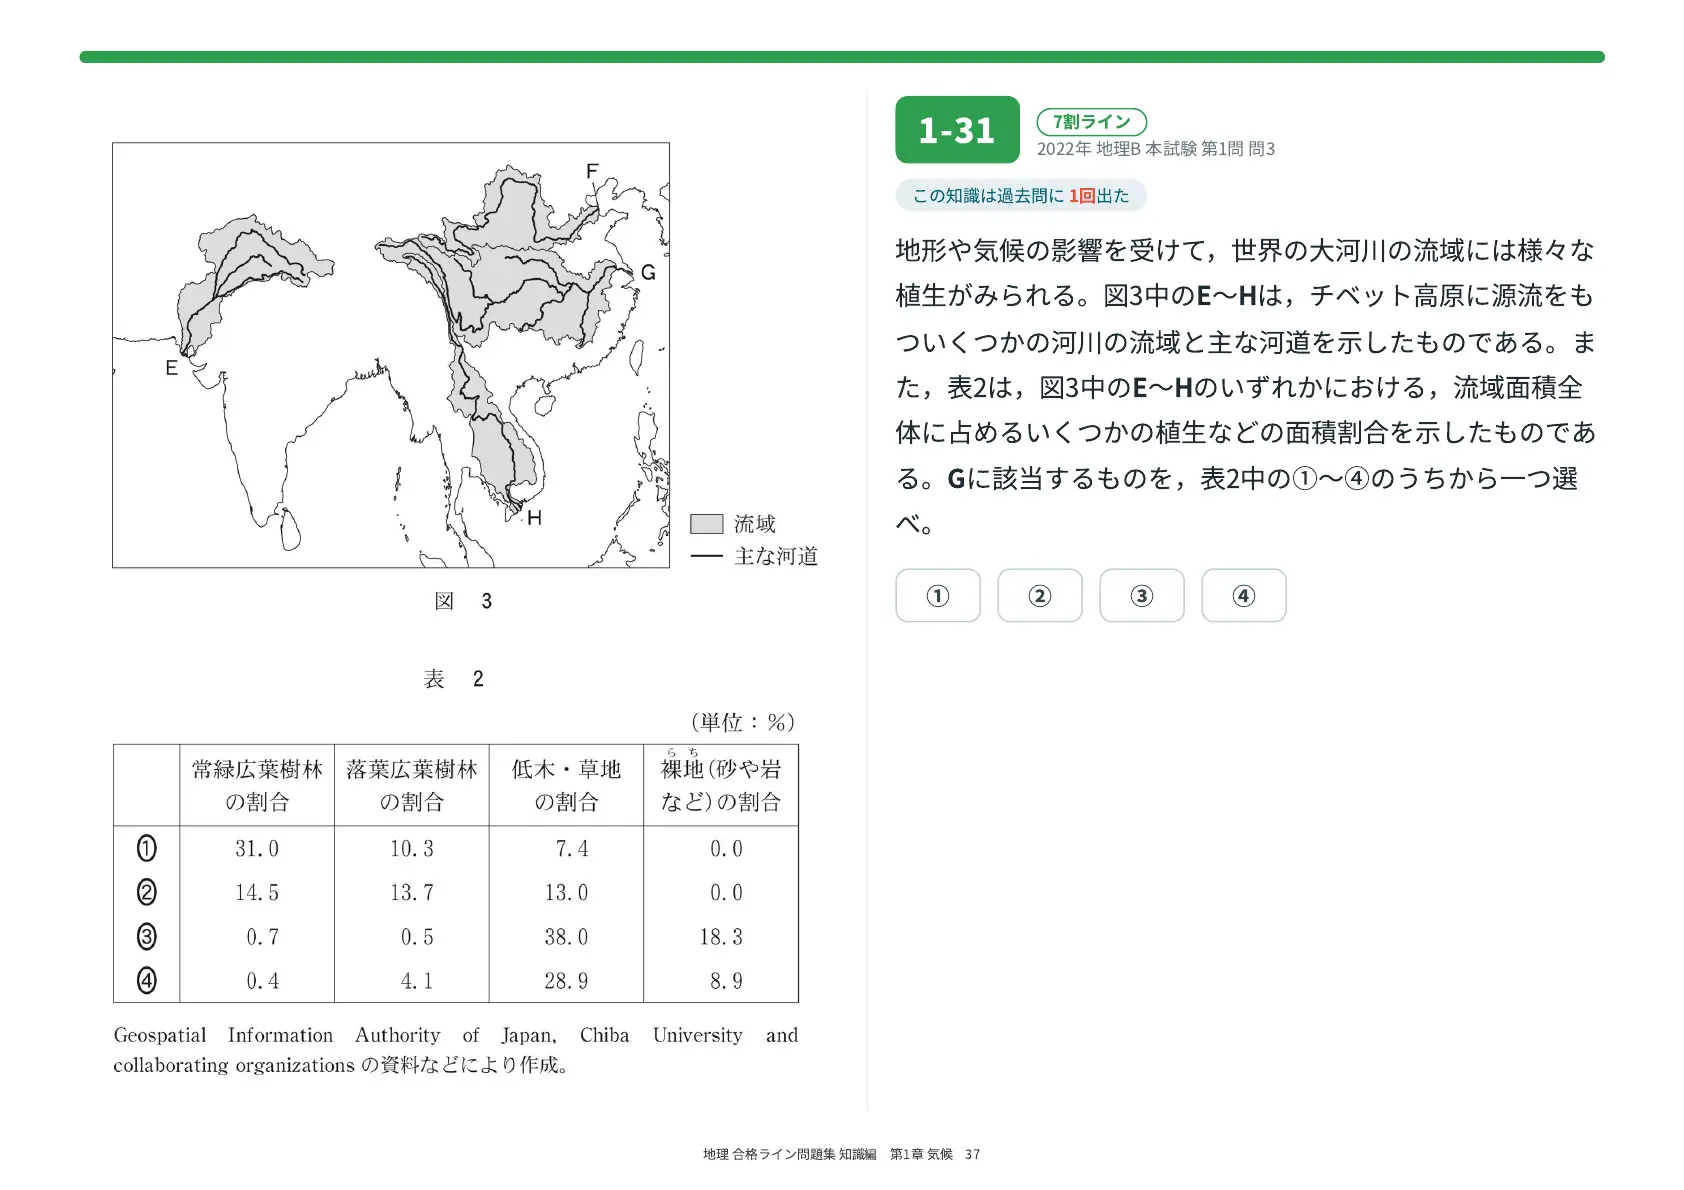 F
G
E
H
流域
主な河道
図 3
表 2
(単位：％)
常緑広葉樹林の割合
落葉広葉樹林の割合
低木・草地の割合
裸地(砂や岩など)の割合
らち
① 31.0 10.3 7.4 0.0
② 14.5 13.7 13.0 0.0
③ 0.7 0.5 38.0 18.3
④ 0.4 4.1 28.9 8.9
Geospatial Information Authority of Japan, Chiba University and
collaborating organizations の資料などにより作成。
1-31
7割ライン
2022年 地理B 本試験 第1問 問3
この知識は過去問に 1回出た
地形や気候の影響を受けて，世界の大河川の流域には様々な
植生がみられる。図3中のE～Hは，チベット高原に源流をも
ついくつかの河川の流域と主な河道を示したものである。ま
た，表2は，図3中のE～Hのいずれかにおける，流域面積全
体に占めるいくつかの植生などの面積割合を示したものであ
る。Gに該当するものを，表2中の①～④のうちから一つ選
べ。
① ② ③ ④
地理 合格ライン問題集 知識編 第1章 気候 37